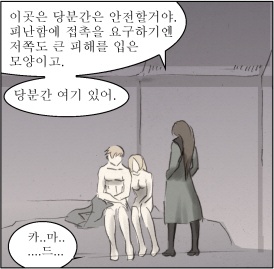 이곳은 당분간은 안전할거야.
피난함에 접촉을 요구하기엔
저쪽도 큰 피해를 입은
모양이고.
당분간 여기 있어.
카..마..
....드...